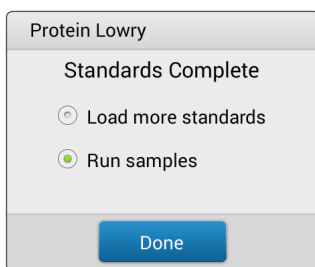 Protein Lowry
Standards Complete
Load more standards
Run samples
Done